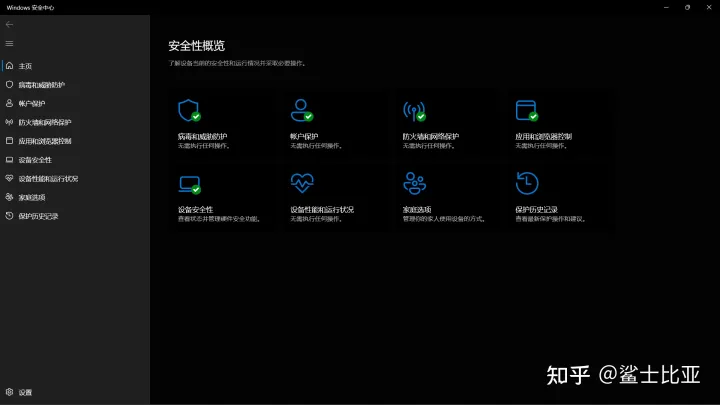 Windows 安全中心
主页
病毒和威胁防护
帐户保护
防火墙和网络保护
应用和浏览器控制
设备安全性
设备性能和运行状况
家庭选项
保护历史记录
设置
安全性概览
了解设备当前的安全性和运行情况并采取必要操作。
病毒和威胁防护
无需执行任何操作。
帐户保护
无需执行任何操作。
防火墙和网络保护
无需执行任何操作。
应用和浏览器控制
无需执行任何操作。
设备安全性
查看状态并管理硬件安全功能。
设备性能和运行状况
无需执行任何操作。
家庭选项
管理你的家人使用设备的方式。
保护历史记录
查看最新保护操作和建议。
知乎 @鲨士比亚